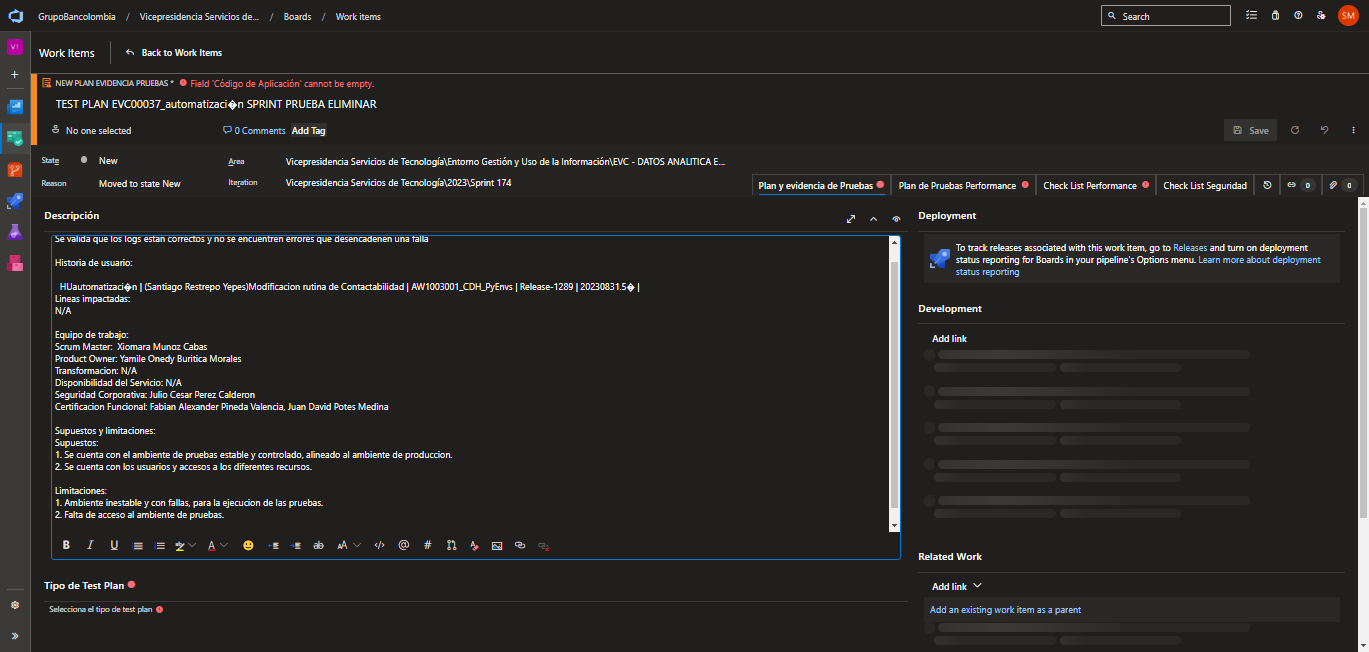 GrupoBancolombia / Vicepresidencia Servicios de... / Boards / Work items
Search
SM
VT
Work Items
Back to Work Items
NEW PLAN EVIDENCIA PRUEBAS * Field 'Código de Aplicación' cannot be empty.
TEST PLAN EVC00037_automatizaci�n SPRINT PRUEBA ELIMINAR
No one selected
0 Comments
Add Tag
Save
State
New
Area
Vicepresidencia Servicios de Tecnología\Entorno Gestión y Uso de la Información\EVC - DATOS ANALITICA E...
Reason
Moved to state New
Iteration
Vicepresidencia Servicios de Tecnología\2023\Sprint 174
Plan y evidencia de Pruebas
Plan de Pruebas Performance
Check List Performance
Check List Seguridad
0
0
Descripción
Se valida que los logs estan correctos y no se encuentren errores que desencadenen una falla
Historia de usuario:
HUautomatizaci�n | (Santiago Restrepo Yepes)Modificacion rutina de Contactabilidad | AW1003001_CDH_PyEnvs | Release-1289 | 20230831.5� |
Lineas impactadas:
N/A
Equipo de trabajo:
Scrum Master: Xiomara Munoz Cabas
Product Owner: Yamile Onedy Buritica Morales
Transformacion: N/A
Disponibilidad del Servicio: N/A
Seguridad Corporativa: Julio Cesar Perez Calderon
Certificacion Funcional: Fabian Alexander Pineda Valencia, Juan David Potes Medina
Supuestos y limitaciones:
Supuestos:
1. Se cuenta con el ambiente de pruebas estable y controlado, alineado al ambiente de produccion.
2. Se cuenta con los usuarios y accesos a los diferentes recursos.
Limitaciones:
1. Ambiente inestable y con fallas, para la ejecucion de las pruebas.
2. Falta de acceso al ambiente de pruebas.
Tipo de Test Plan
Selecciona el tipo de test plan
Deployment
To track releases associated with this work item, go to Releases and turn on deployment
status reporting for Boards in your pipeline's Options menu. Learn more about deployment
status reporting
Development
Add link
Related Work
Add link
Add an existing work item as a parent